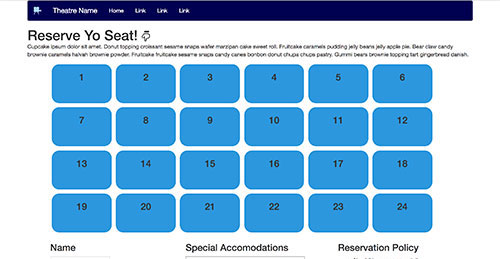 Theatre Name Home Link Link Link
Reserve Yo Seat!
Cupcake ipsum dolor sit amet. Donut topping croissant sesame snaps wafer marzipan cake sweet roll. Fruitcake caramels pudding jelly beans jelly apple pie. Bear claw candy
brownie caramels halvah brownie powder. Fruitcake fruitcake sesame snaps candy canes bonbon donut chupa chups pastry. Gummi bears brownie topping tart gingerbread danish.
1 2 3 4 5 6
7 8 9 10 11 12
13 14 15 16 17 18
19 20 21 22 23 24
Name Special Accomodations Reservation Policy